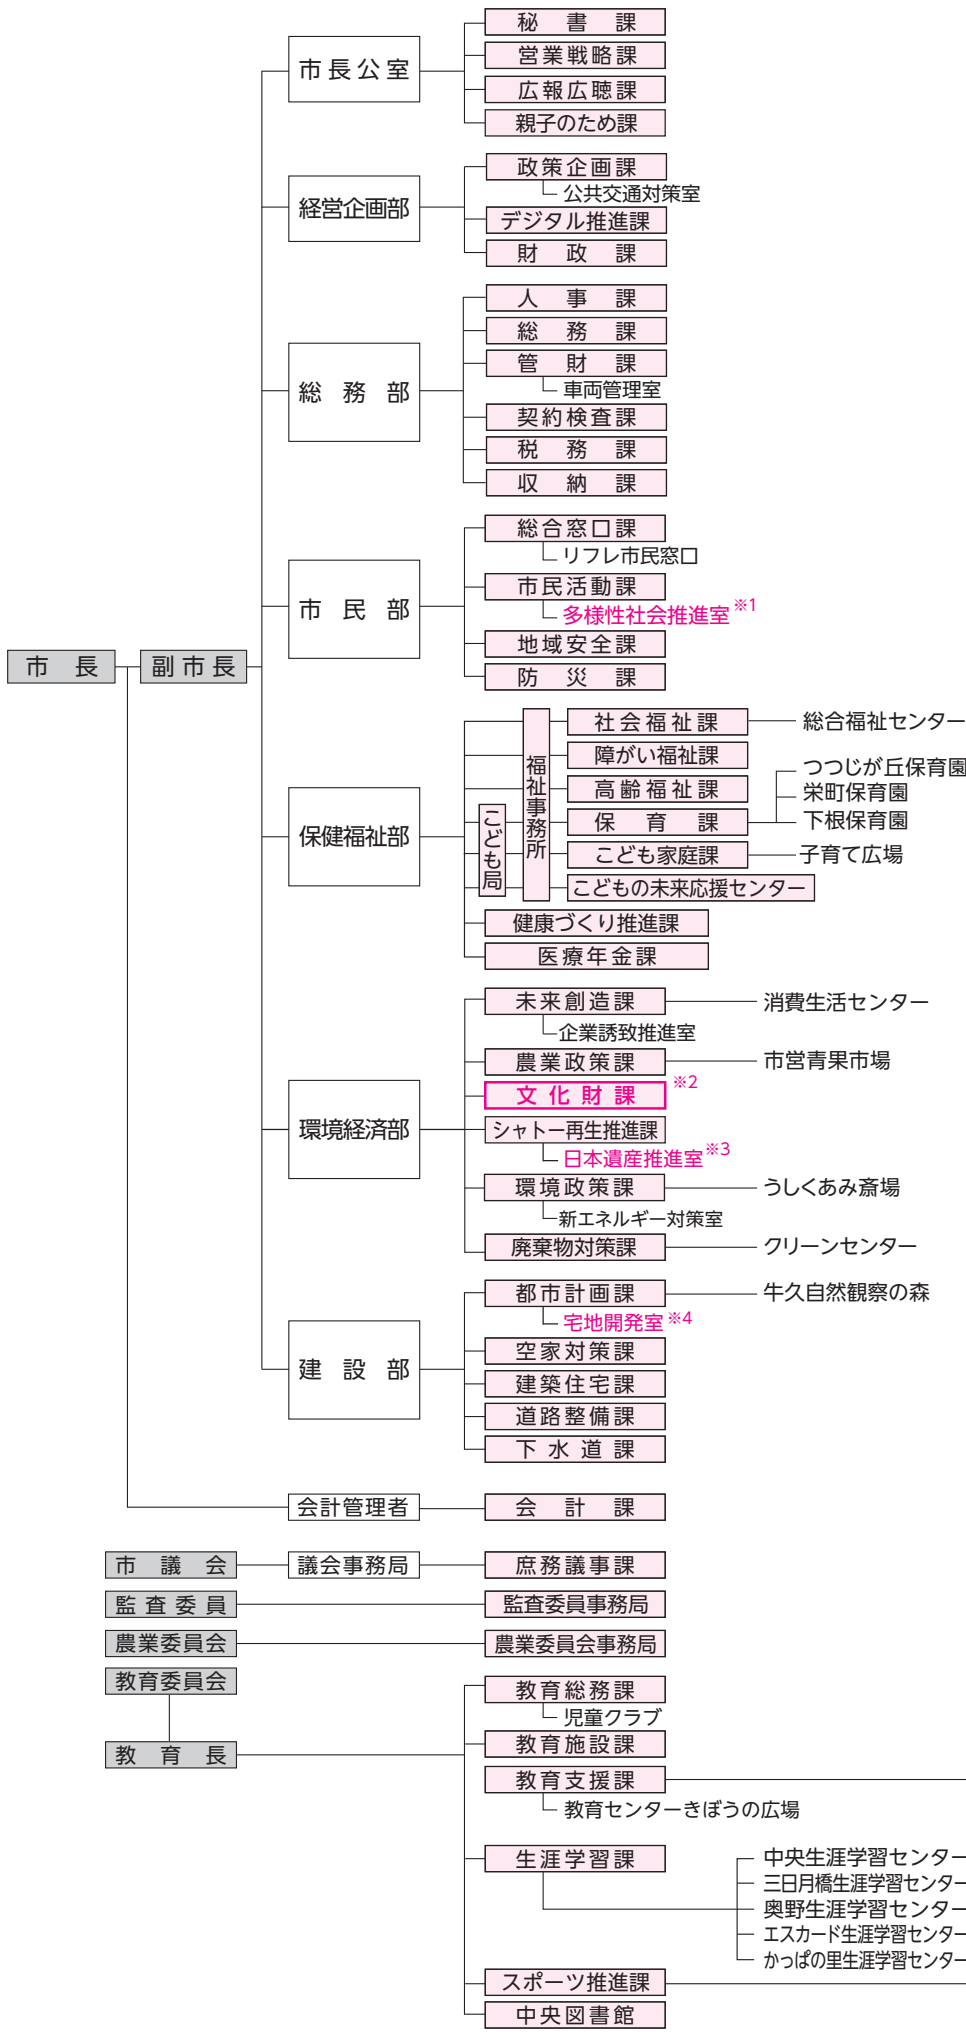 秘書課
市長公室
営業戦略課
広報広聴課
親子のため課
政策企画課
公共交通対策室
経営企画部
デジタル推進課
財政課
人事課
総務課
管財課
車両管理室
総務部
契約検査課
税務課
収納課
総合窓口課
リフレ市民窓口
市民活動課
多様性社会推進室※1
市民部
地域安全課
防災課
市長
副市長
社会福祉課
総合福祉センター
障がい福祉課
高齢福祉課
つつじが丘保育園
栄町保育園
下根保育園
福祉事務所
こども局
保健福祉部
保育課
こども家庭課
子育て広場
こどもの未来応援センター
健康づくり推進課
医療年金課
未来創造課
消費生活センター
企業誘致推進室
農業政策課
市営青果市場
文化財課※2
環境経済部
シャトー再生推進課
日本遺産推進室※3
環境政策課
うしくあみ斎場
新エネルギー対策室
廃棄物対策課
クリーンセンター
都市計画課
牛久自然観察の森
宅地開発室※4
建設部
空家対策課
建築住宅課
道路整備課
下水道課
会計管理者
会計課
市議会
議会事務局
庶務議事課
監査委員
監査委員事務局
農業委員会
農業委員会事務局
教育委員会
教育長
教育総務課
児童クラブ
教育施設課
教育支援課
教育センターきぼうの広場
生涯学習課
中央生涯学習センター
三日月橋生涯学習センター
奥野生涯学習センター
エスカード生涯学習センター
かっぱの里生涯学習センター
スポーツ推進課
中央図書館